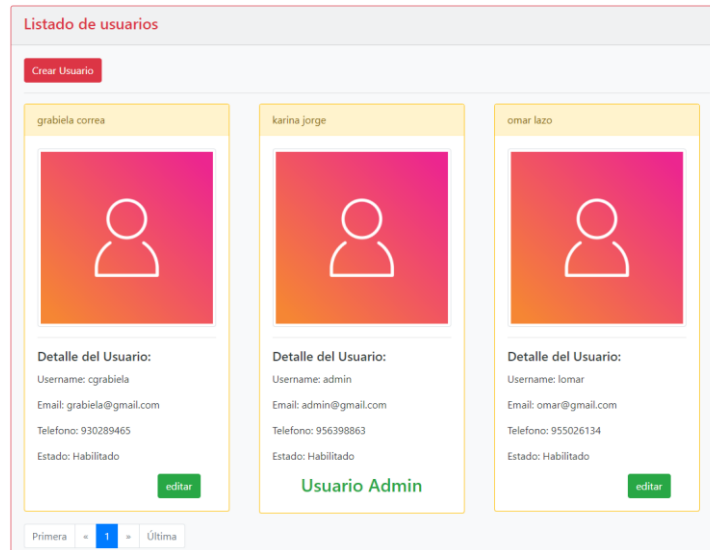 Listado de usuarios
Crear Usuario
grabiela correa
Detalle del Usuario:
Username: cgrabiela
Email: grabiela@gmail.com
Telefono: 930289465
Estado: Habilitado
editar
karina jorge
Detalle del Usuario:
Username: admin
Email: admin@gmail.com
Telefono: 956398863
Estado: Habilitado
Usuario Admin
omar lazo
Detalle del Usuario:
Username: lomar
Email: omar@gmail.com
Telefono: 955026134
Estado: Habilitado
editar
Primera « 1 » Última